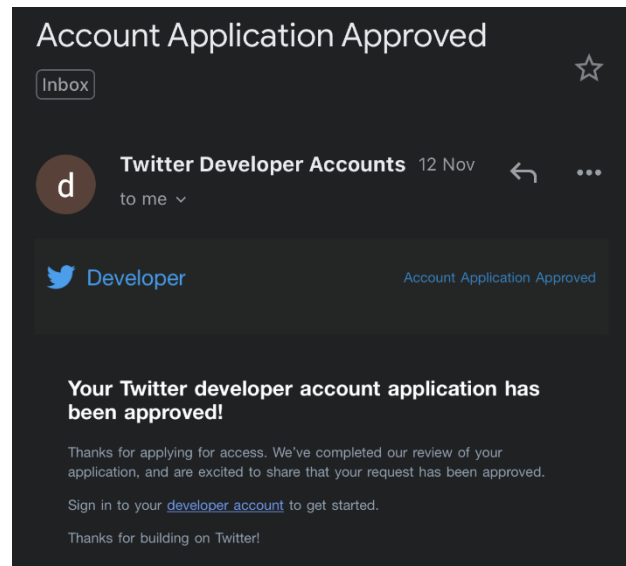 Account Application Approved
Inbox
d
Twitter Developer Accounts 12 Nov
to me
Developer
Account Application Approved
Your Twitter developer account application has
been approved!
Thanks for applying for access. We've completed our review of your
application, and are excited to share that your request has been approved.
Sign in to your developer account to get started.
Thanks for building on Twitter!